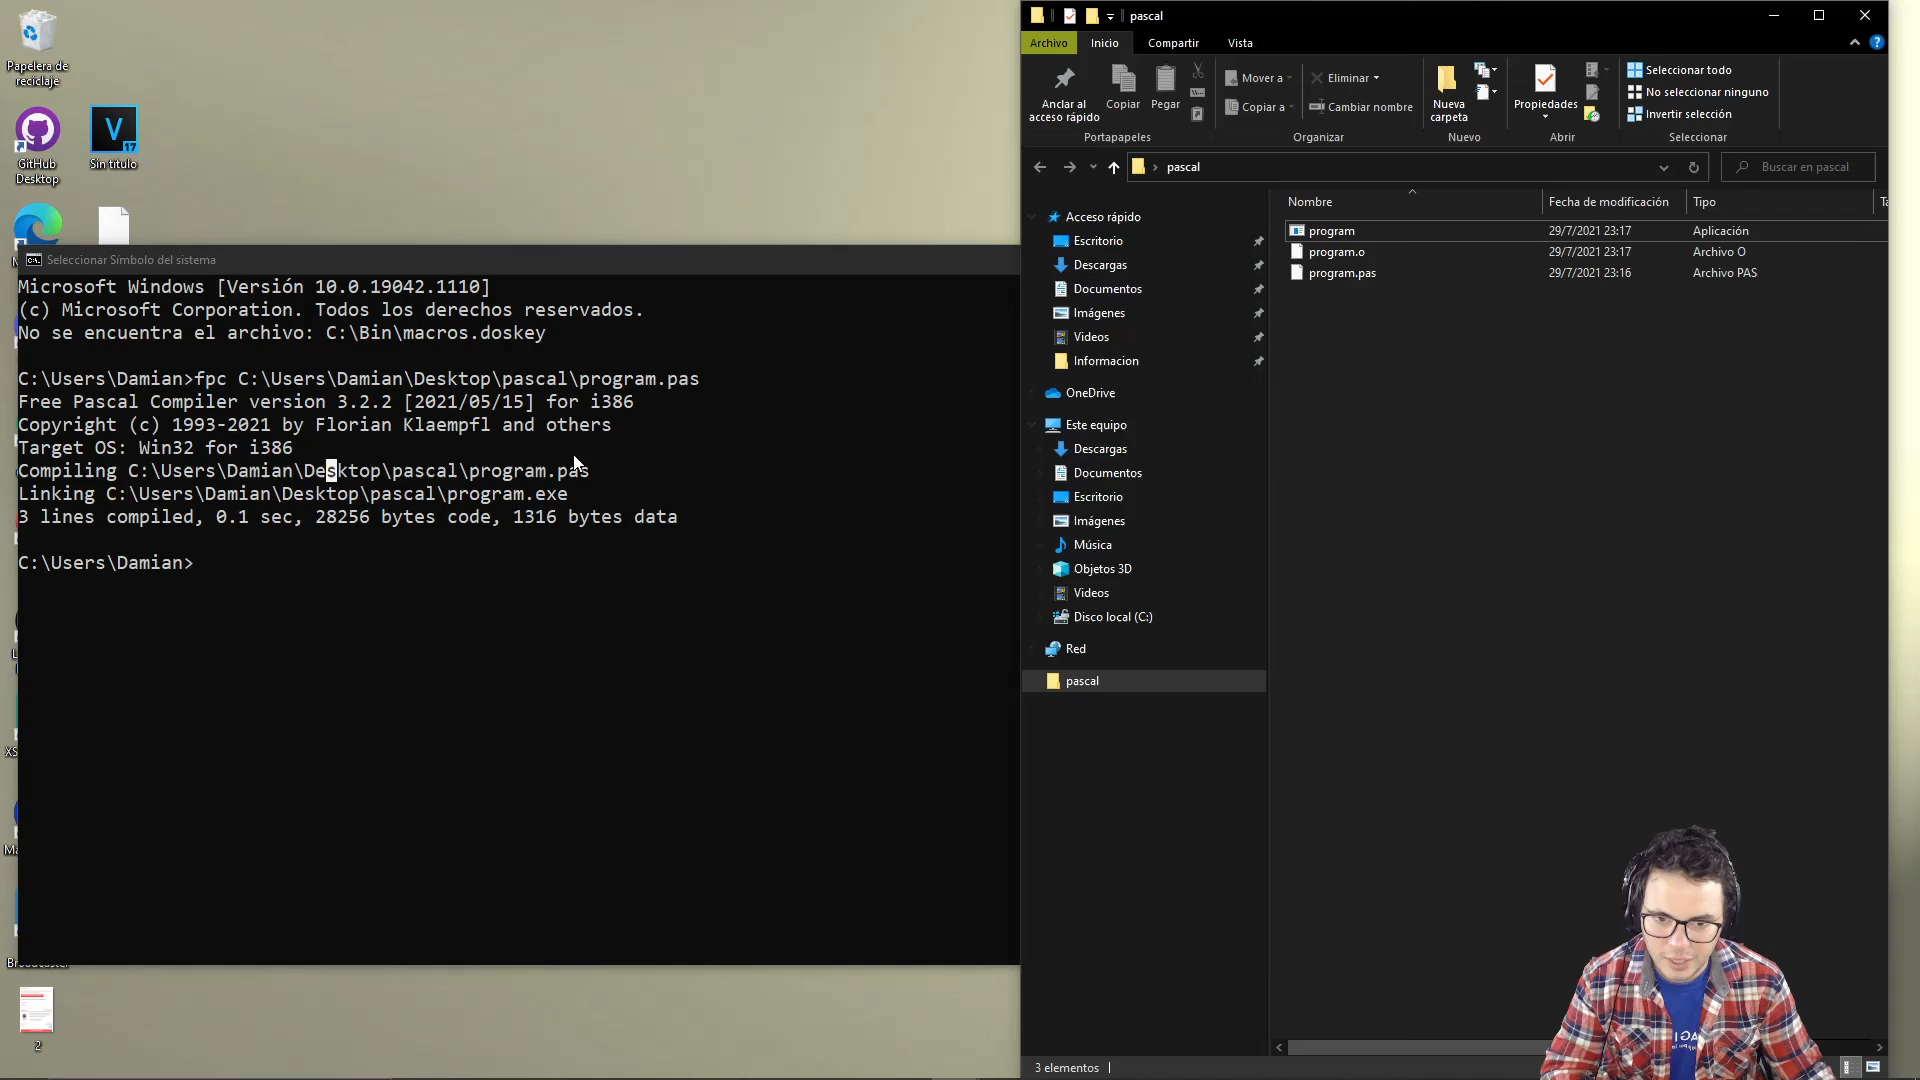 Papelera de
reciclaje
GitHub
Desktop
V
17
Sin titulo
Seleccionar Símbolo del sistema
Microsoft Windows [Versión 10.0.19042.1110]
(c) Microsoft Corporation. Todos los derechos reservados.
No se encuentra el archivo: C:\Bin\macros.doskey
C:\Users\Damian>fpc C:\Users\Damian\Desktop\pascal\program.pas
Free Pascal Compiler version 3.2.2 [2021/05/15] for i386
Copyright (c) 1993-2021 by Florian Klaempfl and others
Target OS: Win32 for i386
Compiling C:\Users\Damian\Desktop\pascal\program.pas
Linking C:\Users\Damian\Desktop\pascal\program.exe
3 lines compiled, 0.1 sec, 28256 bytes code, 1316 bytes data
C:\Users\Damian>
2
pascal
Archivo
Inicio
Compartir
Vista
Anclar al
acceso rápido
Copiar
Pegar
Portapapeles
Mover a
Copiar a
Eliminar
Cambiar nombre
Organizar
Nueva
carpeta
Nuevo
Propiedades
Abrir
Seleccionar todo
No seleccionar ninguno
Invertir selección
Seleccionar
pascal
Buscar en pascal
Acceso rápido
Escritorio
Descargas
Documentos
Imágenes
Videos
Informacion
OneDrive
Este equipo
Descargas
Documentos
Escritorio
Imágenes
Música
Objetos 3D
Videos
Disco local (C:)
Red
pascal
Nombre Fecha de modificación Tipo
program 29/7/2021 23:17 Aplicación
program.o 29/7/2021 23:17 Archivo O
program.pas 29/7/2021 23:16 Archivo PAS
3 elementos